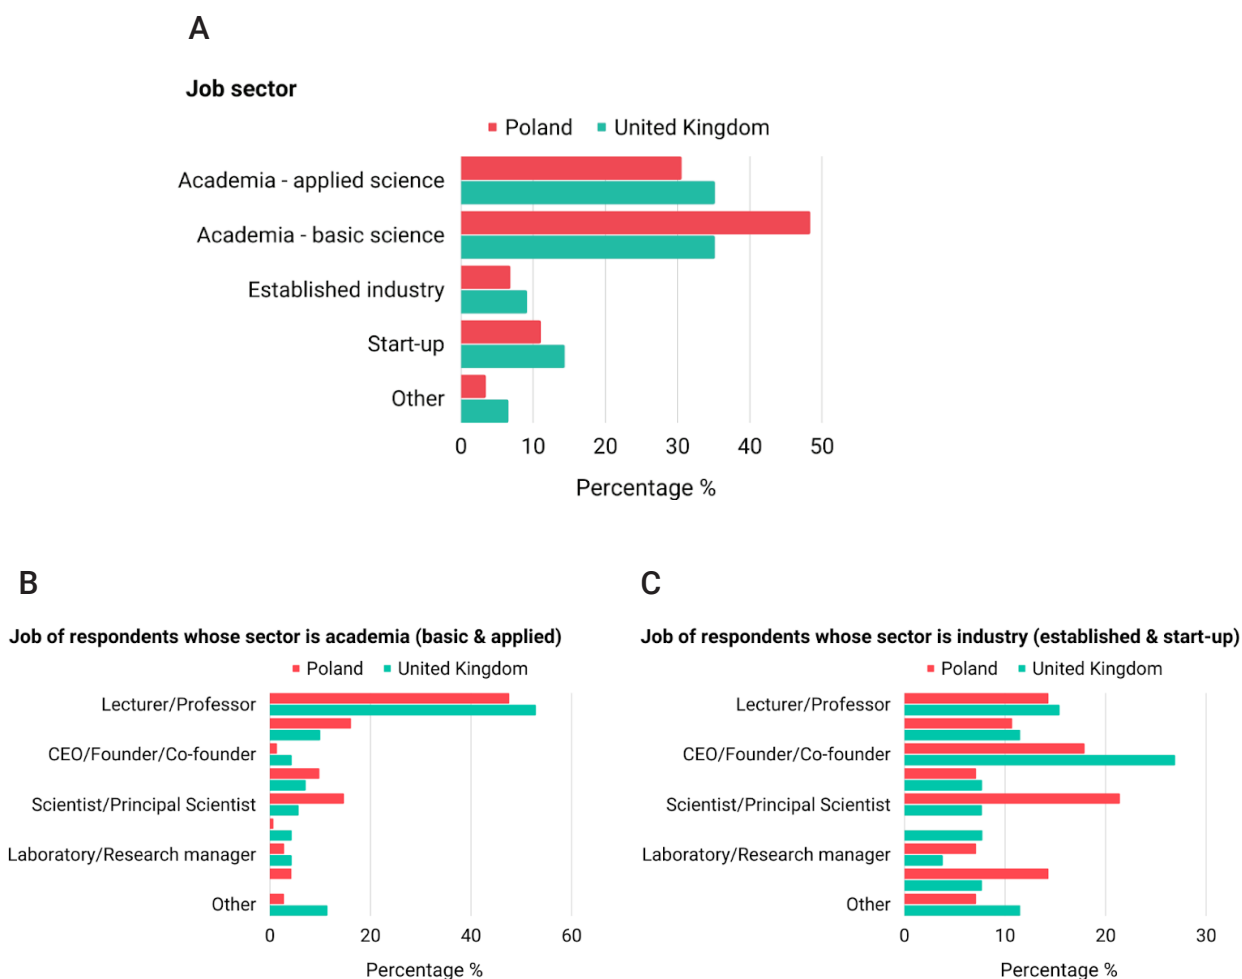 A
Job sector
Poland United Kingdom
Academia - applied science
Academia - basic science
Established industry
Start-up
Other
0 10 20 30 40 50
Percentage %
B
Job of respondents whose sector is academia (basic & applied)
Poland United Kingdom
Lecturer/Professor
CEO/Founder/Co-founder
Scientist/Principal Scientist
Laboratory/Research manager
Other
0 20 40 60
Percentage %
C
Job of respondents whose sector is industry (established & start-up)
Poland United Kingdom
Lecturer/Professor
CEO/Founder/Co-founder
Scientist/Principal Scientist
Laboratory/Research manager
Other
0 10 20 30
Percentage %